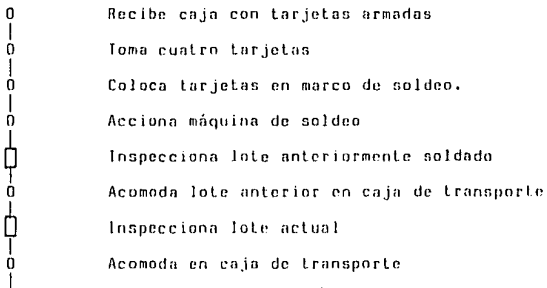 Recibe caja con tarjetas armadas
Toma cuatro tarjetas
Coloca tarjetas en marco de soldeo.
Acciona máquina de soldeo
Inspecciona lote anteriormente soldado
Acomoda lote anterior en caja de transporte
Inspecciona lote actual
Acomoda en caja de transporte